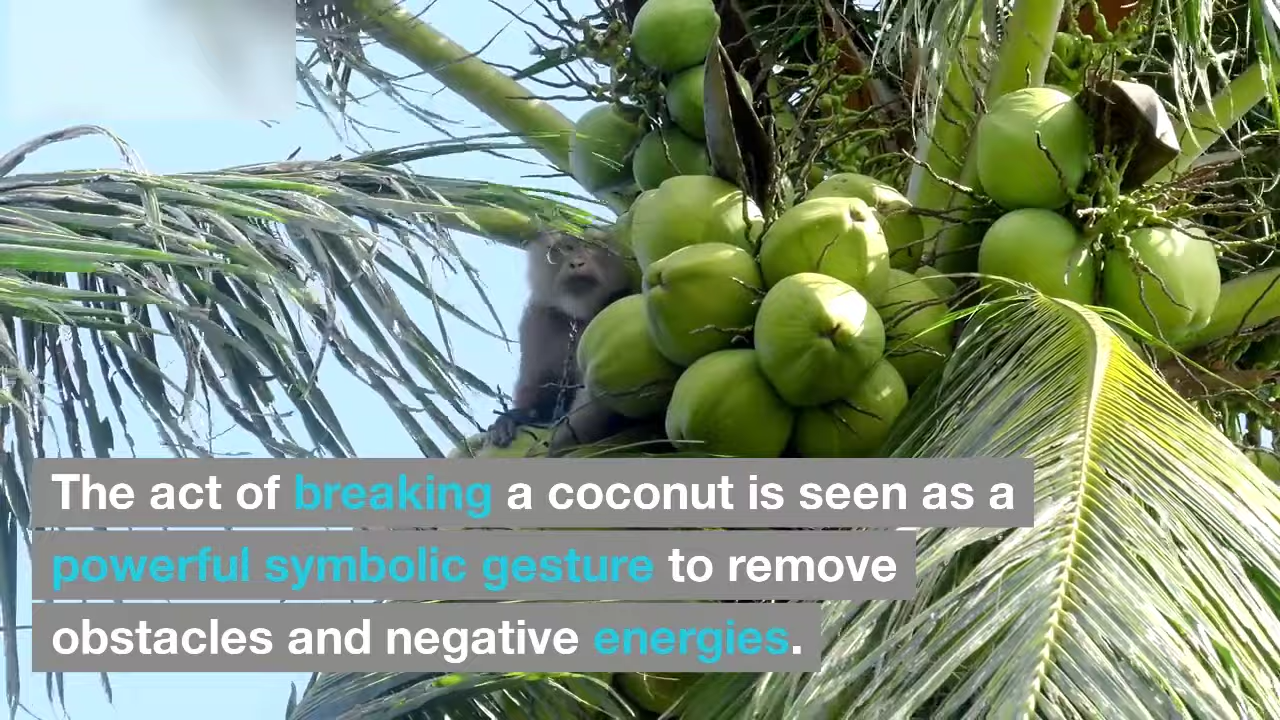 The act of breaking a coconut is seen as a
powerful symbolic gesture to remove
obstacles and negative energies.